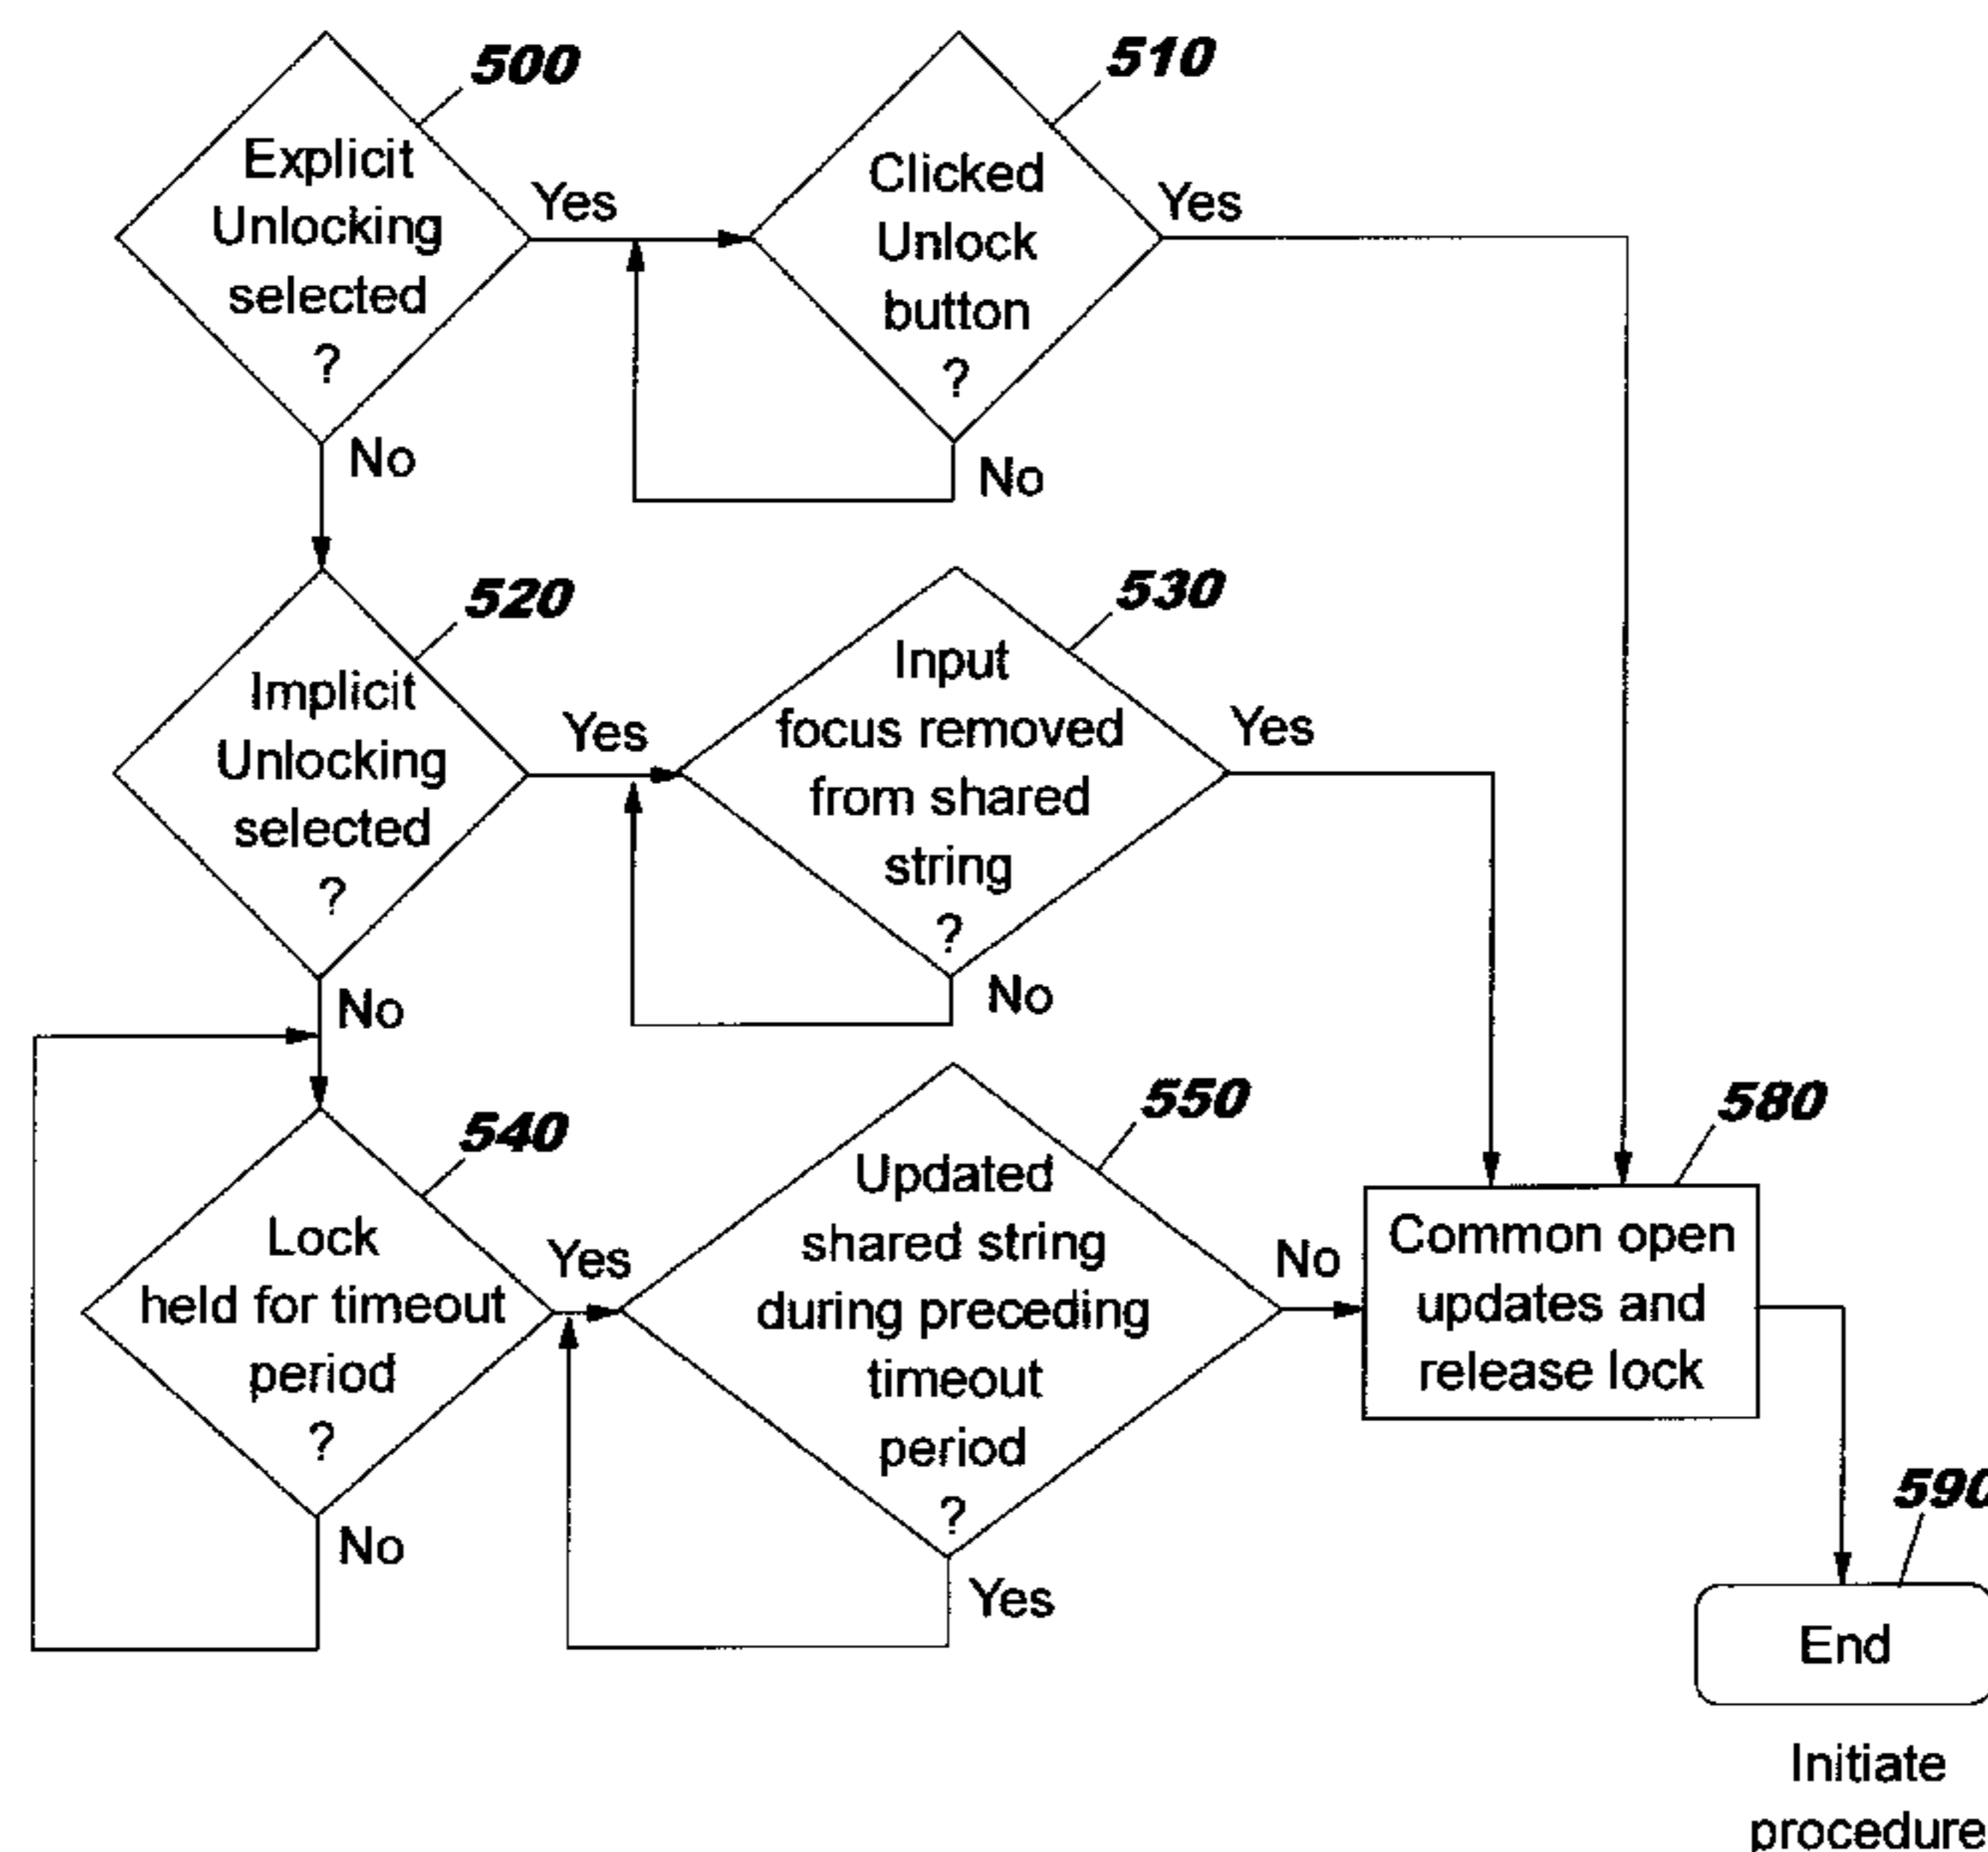 500
Explicit
Unlocking
selected
?
Yes
No
510
Clicked
Unlock
button
?
Yes
No
520
Implicit
Unlocking
selected
?
Yes
No
530
Input
focus removed
from shared
string
?
Yes
No
540
Lock
held for timeout
period
?
Yes
No
550
Updated
shared string
during preceding
timeout
period
?
No
Yes
580
Common open
updates and
release lock
590
End
Initiate
procedure